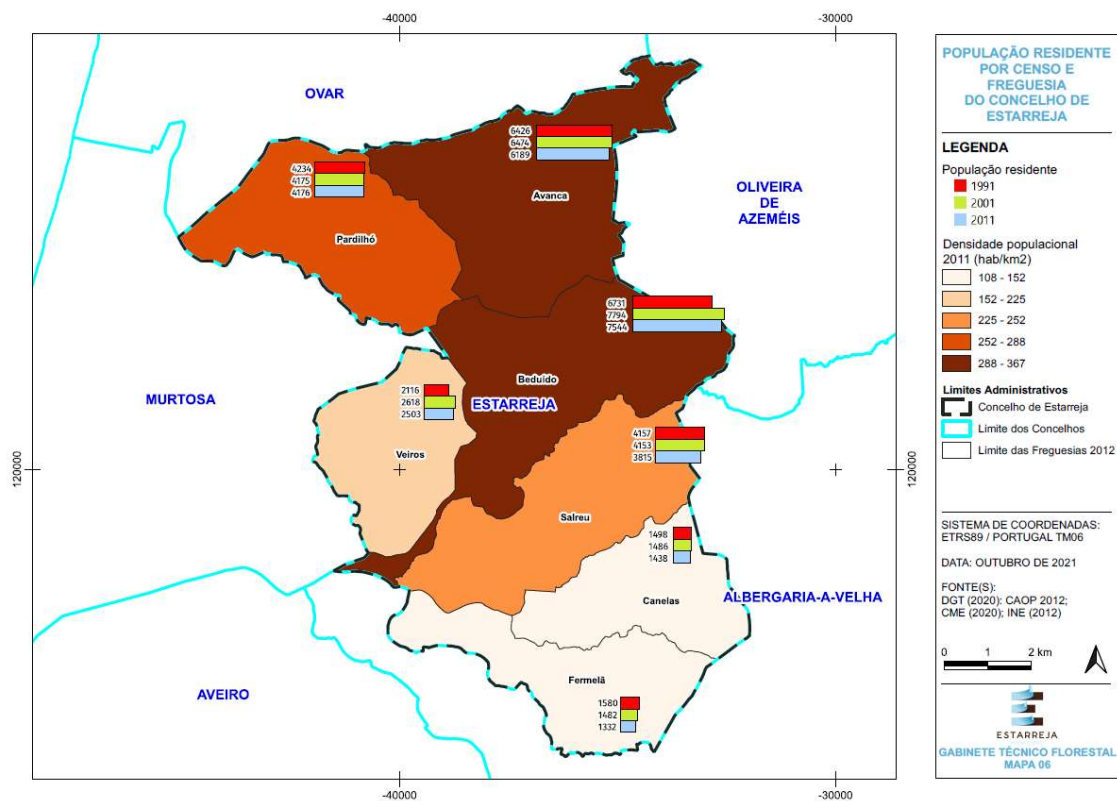 -40000
-30000
OVAR
6426
6474
6189
4234
4175
4176
Avanca
OLIVEIRA
DE
AZEMÉIS
Pardilhó
6731
7794
7544
Beduído
MURTOSA
2116
2618
2503
ESTARREJA
4157
4153
3815
Veiros
120000
120000
Salreu
1498
1486
1438
Canelas
ALBERGARIA-A-VELHA
Fermelã
AVEIRO
1580
1482
1332
-40000
-30000
POPULAÇÃO RESIDENTE
POR CENSO E
FREGUESIA
DO CONCELHO DE
ESTARREJA
LEGENDA
População residente
1991
2001
2011
Densidade populacional
2011 (hab/km2)
108 - 152
152 - 225
225 - 252
252 - 288
288 - 367
Limites Administrativos
Concelho de Estarreja
Limite dos Concelhos
Limite das Freguesias 2012
SISTEMA DE COORDENADAS:
ETRS89 / PORTUGAL TM06
DATA: OUTUBRO DE 2021
FONTE(S):
DGT (2020): CAOP 2012;
CME (2020); INE (2012)
0 1 2 km
ESTARREJA
GABINETE TÉCNICO FLORESTAL
MAPA 06